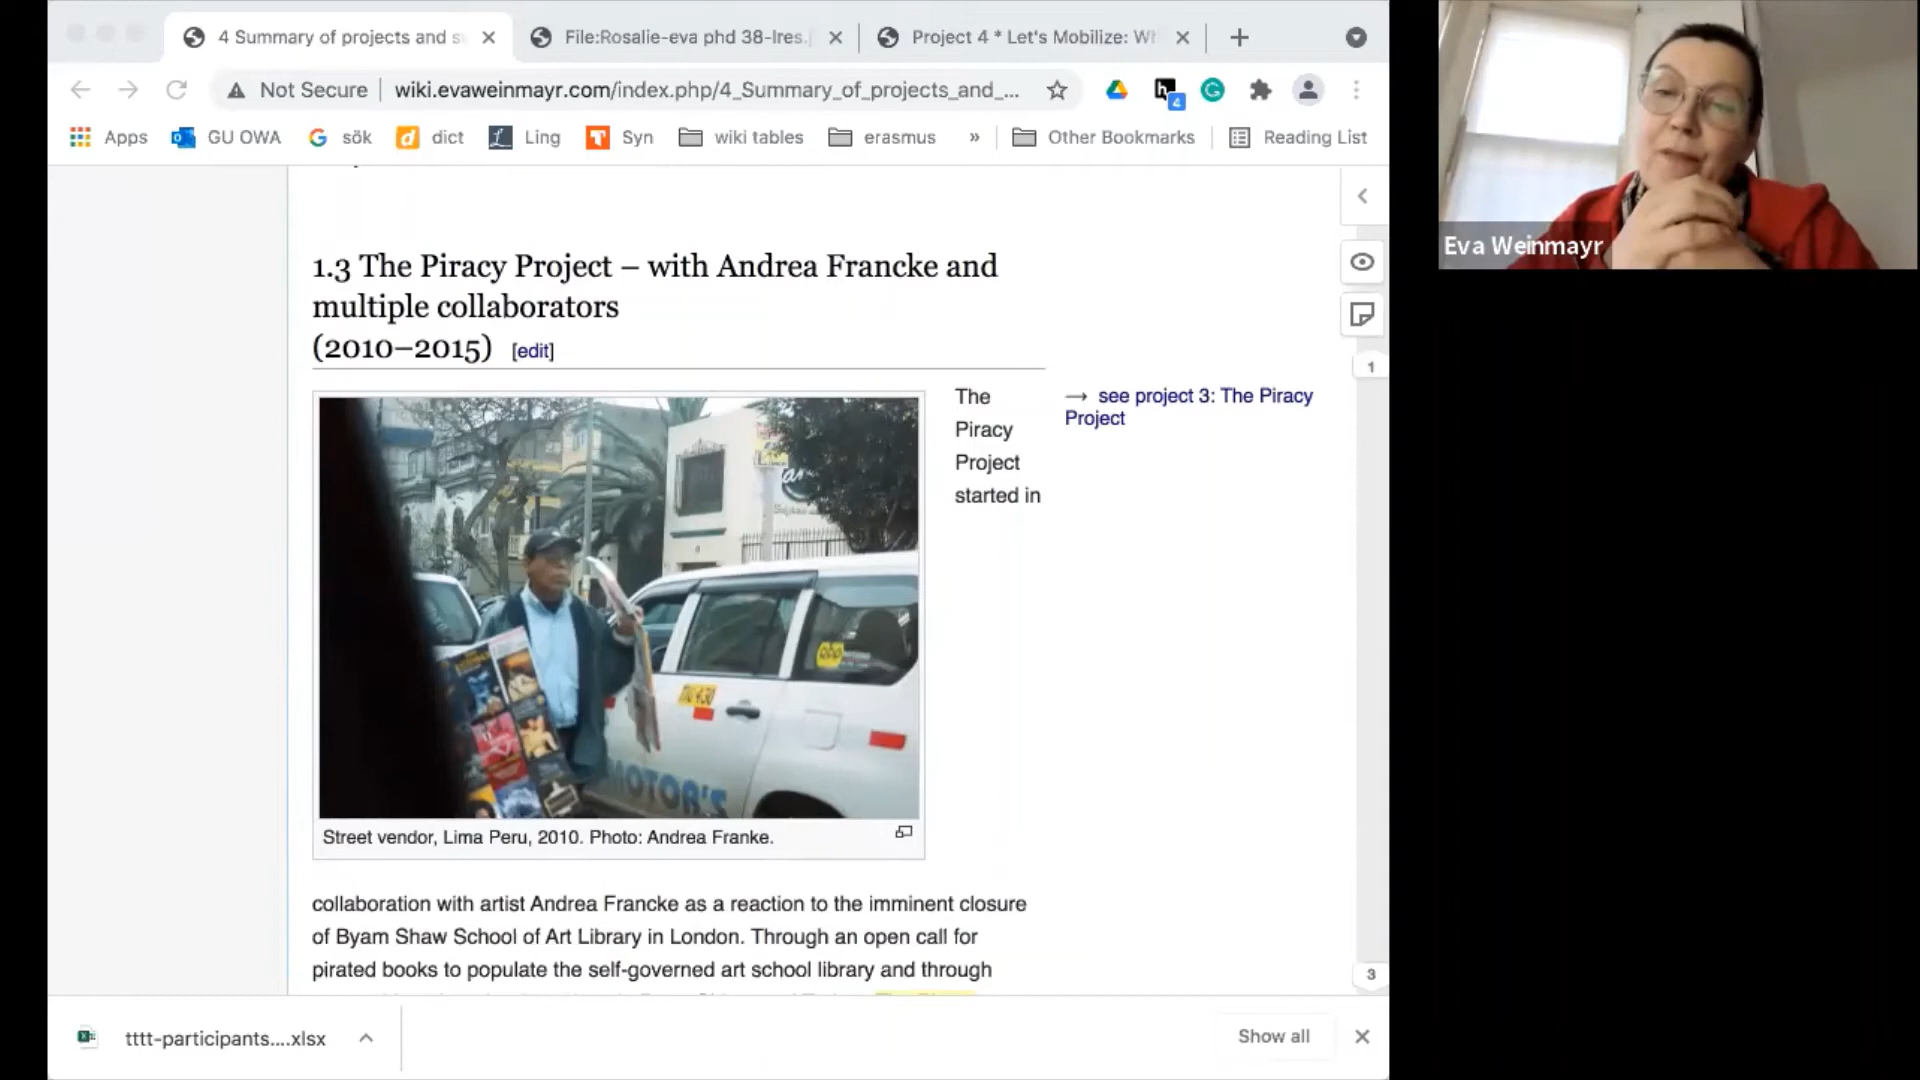 4 Summary of projects and s
File:Rosalie-eva phd 38-lres.
Project 4 * Let's Mobilize: Wh
Not Secure
wiki.evaweinmayr.com/index.php/4_Summary_of_projects_and_...
4
Apps
GU OWA
sök
dict
Ling
Syn
wiki tables
erasmus
»
Other Bookmarks
Reading List
Eva Weinmayr
1.3 The Piracy Project – with Andrea Francke and
multiple collaborators
(2010–2015) [edit]
1
The
Piracy
Project
started in
→ see project 3: The Piracy
Project
MOTOR'S
Street vendor, Lima Peru, 2010. Photo: Andrea Franke.
collaboration with artist Andrea Francke as a reaction to the imminent closure
of Byam Shaw School of Art Library in London. Through an open call for
pirated books to populate the self-governed art school library and through
3
tttt-participants....xlsx
Show all